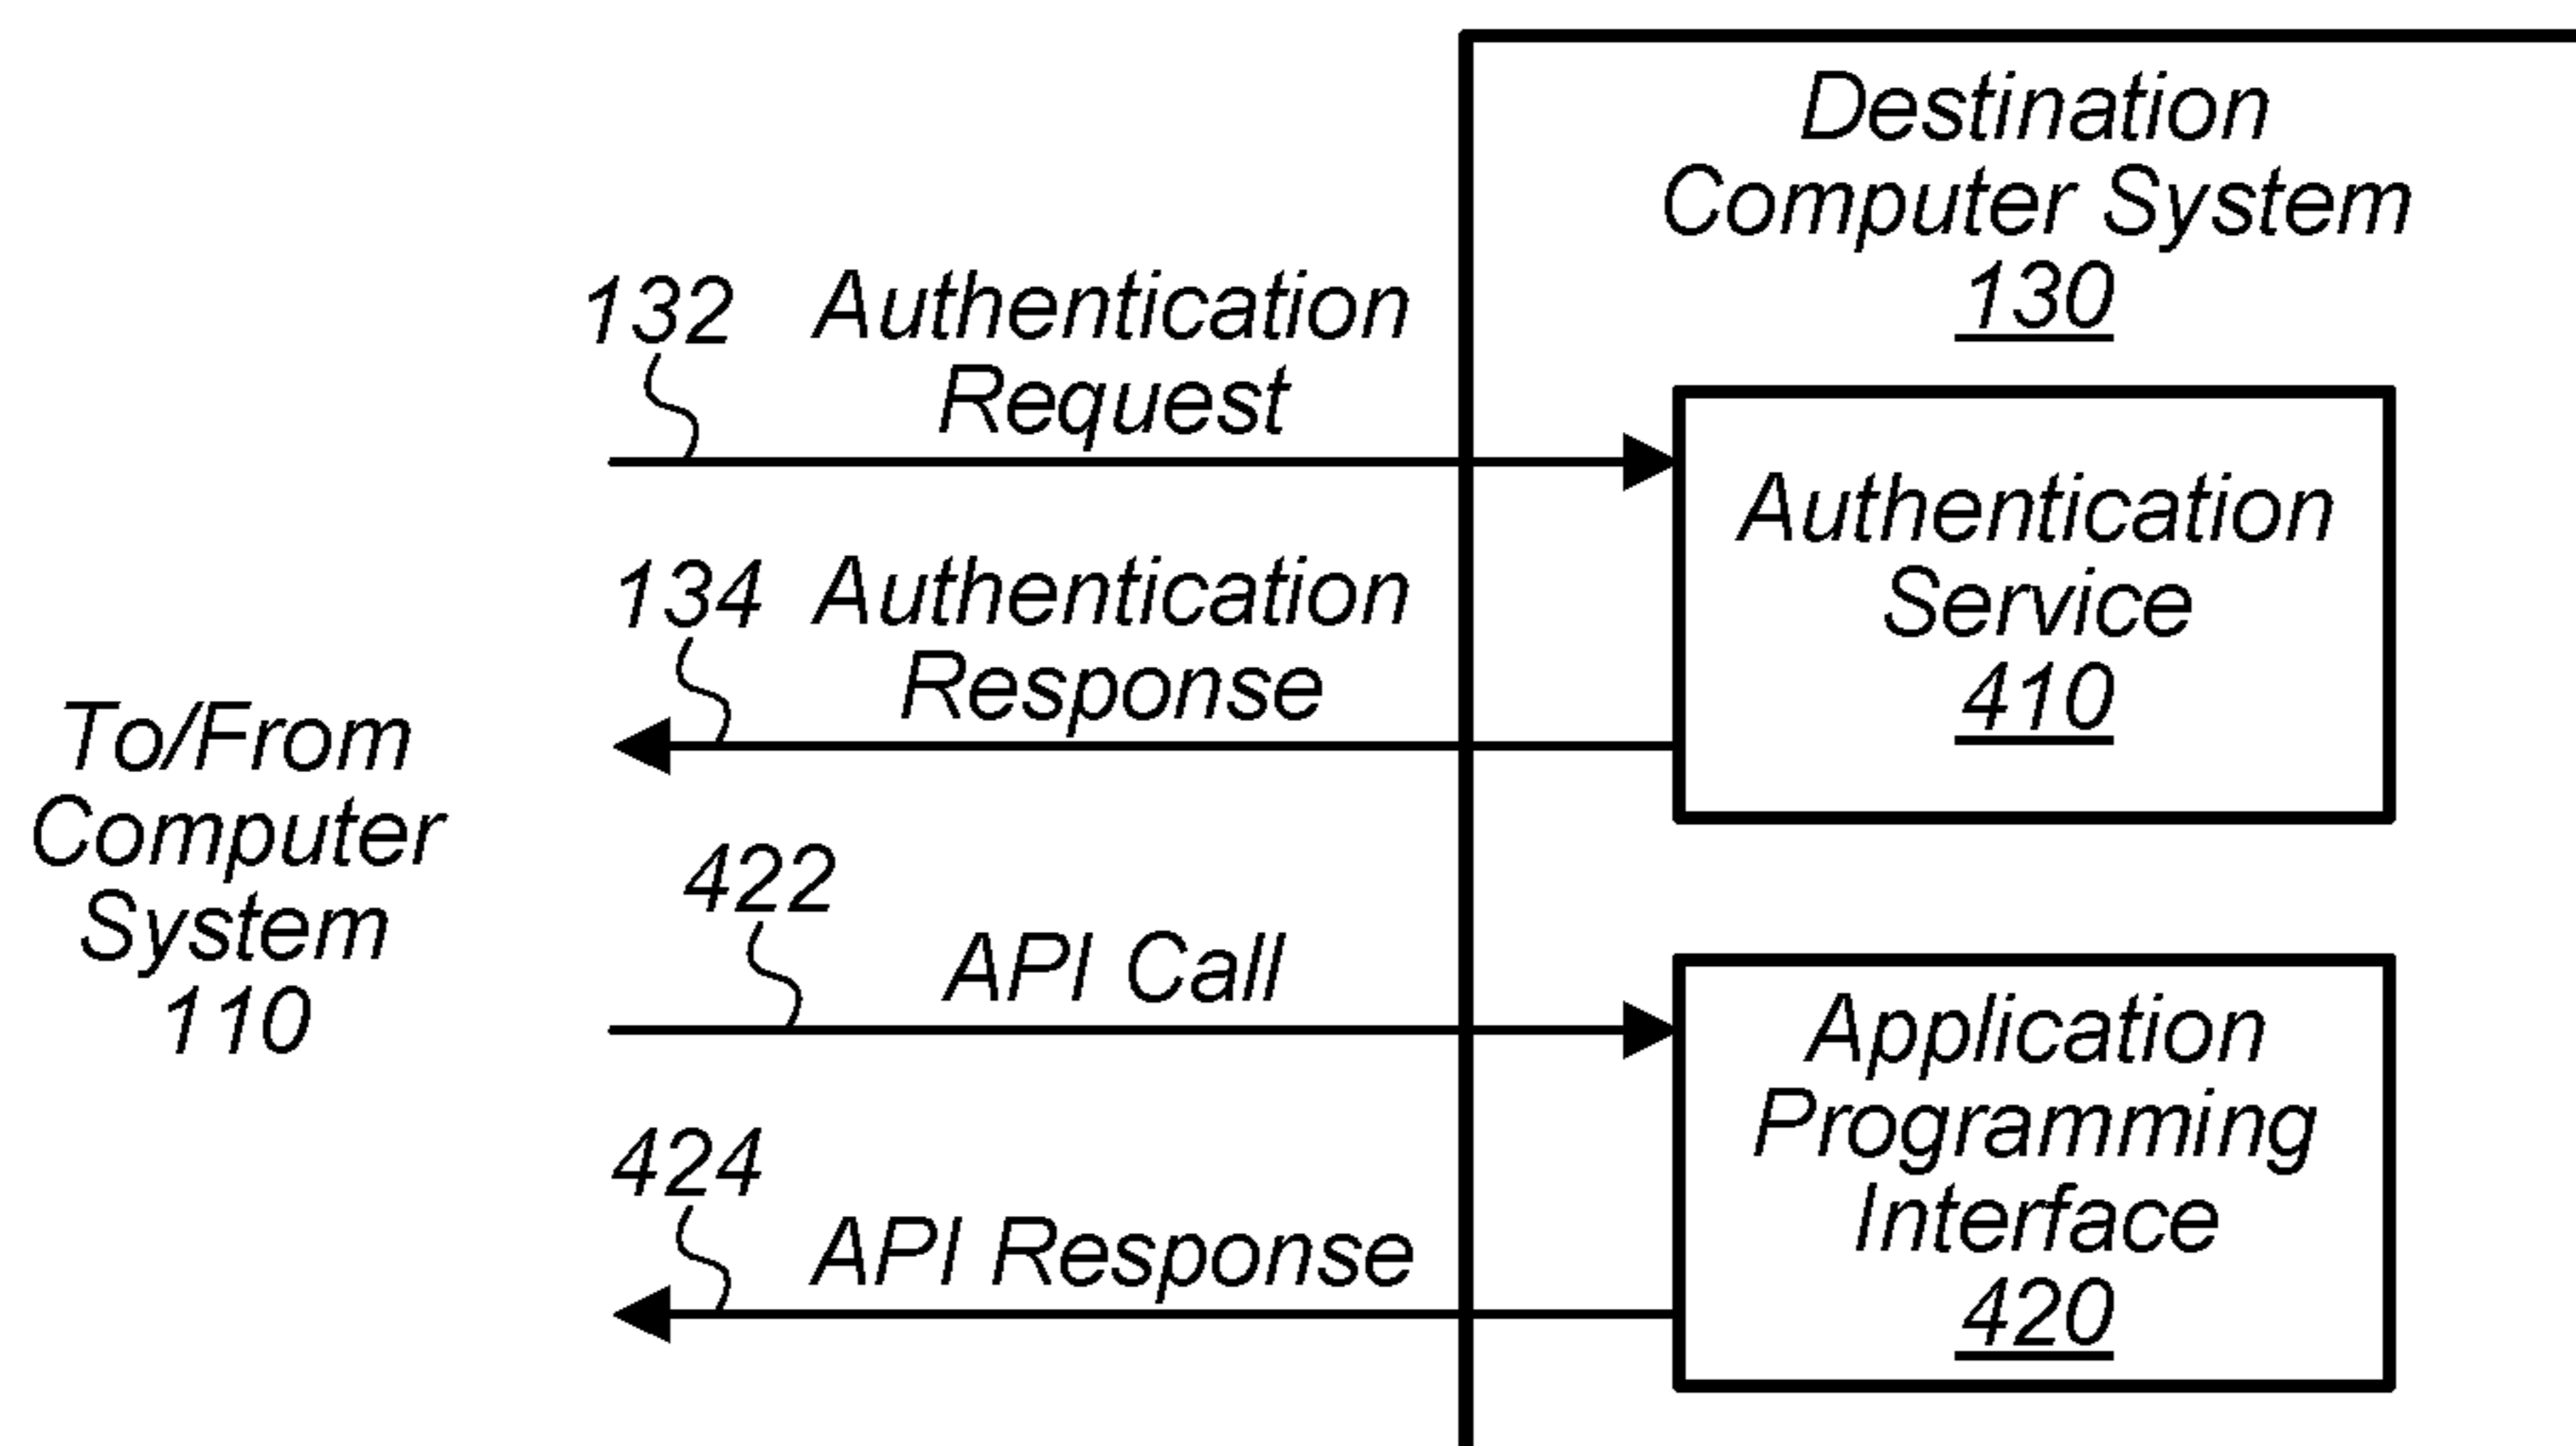 Destination
Computer System
130
132 Authentication
Request
Authentication
Service
410
134 Authentication
Response
To/From
Computer
System
110
422
API Call
Application
Programming
Interface
420
424
API Response